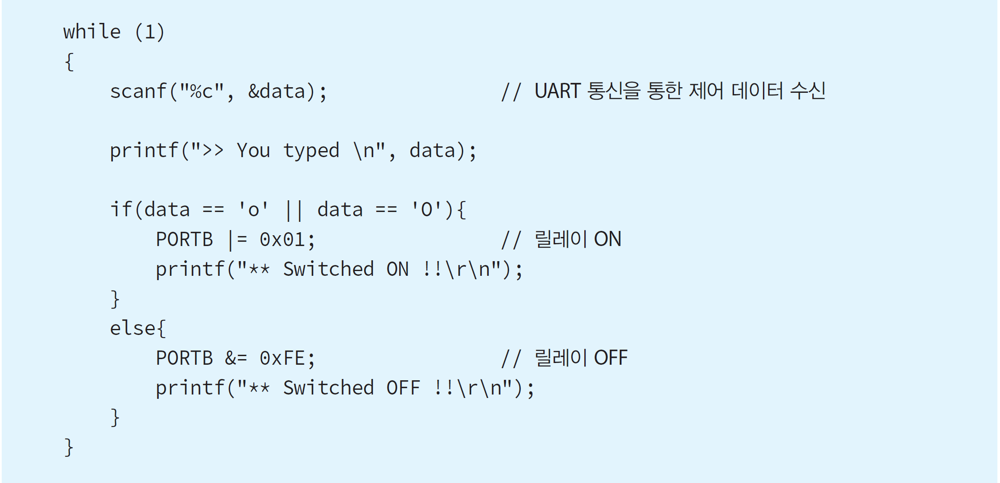 while (1)
{
    scanf("%c", &data);                // UART 통신을 통한 제어 데이터 수신
    printf(">> You typed \n", data);
    if(data == 'o' || data == 'O'){
        PORTB |= 0x01;                // 릴레이 ON
        printf("** Switched ON !!\r\n");
    }
    else{
        PORTB &= 0xFE;                // 릴레이 OFF
        printf("** Switched OFF !!\r\n");
    }
}